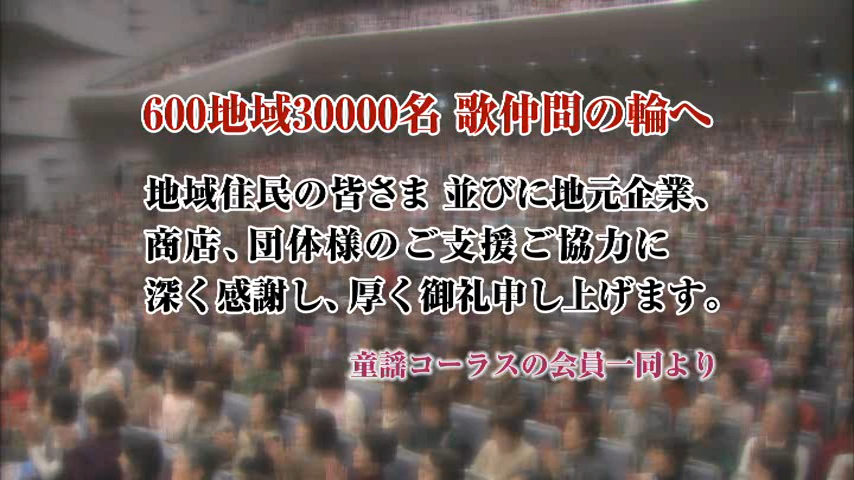 600地域30000名 歌仲間の輪へ
地域住民の皆さま 並びに地元企業、
商店、団体様のご支援ご協力に
深く感謝し、厚く御礼申し上げます。
童謡コーラスの会員一同より